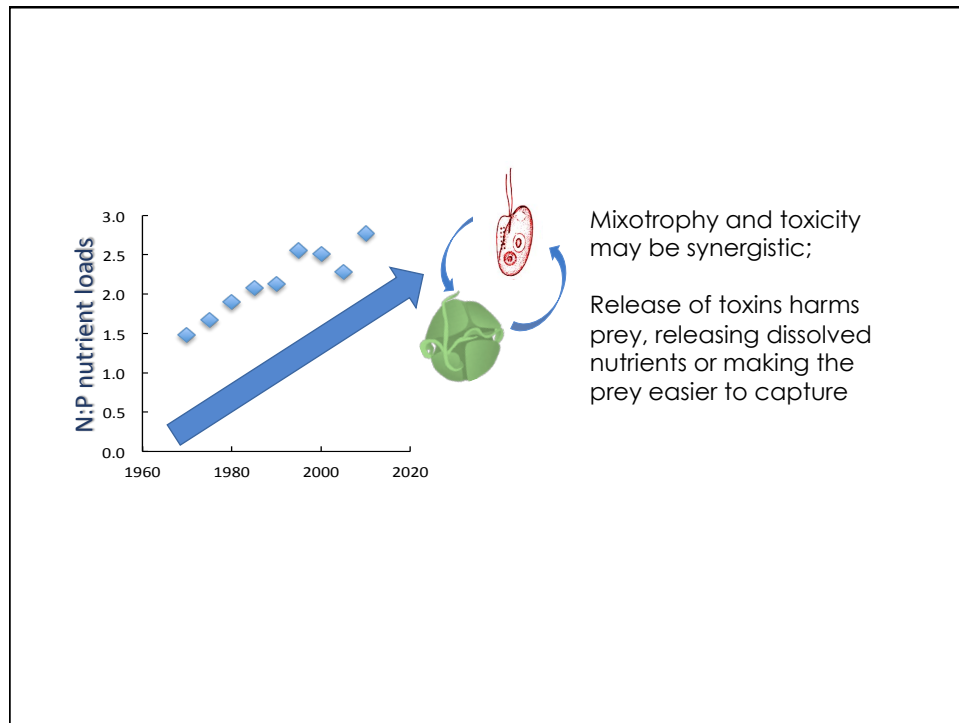 3.0
2.5
2.0
1.5
1.0
0.5
0.0
N:P nutrient loads
1960
1980
2000
2020
Mixotrophy and toxicity
may be synergistic;
Release of toxins harms
prey, releasing dissolved
nutrients or making the
prey easier to capture